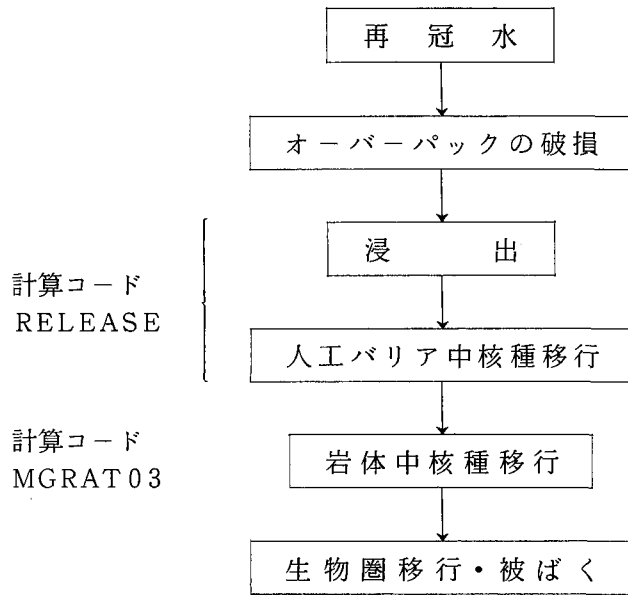 再冠水
オーバーパックの破損
浸出
計算コード
RELEASE
人工バリア中核種移行
計算コード
MGRAT03
岩体中核種移行
生物圏移行・被ばく